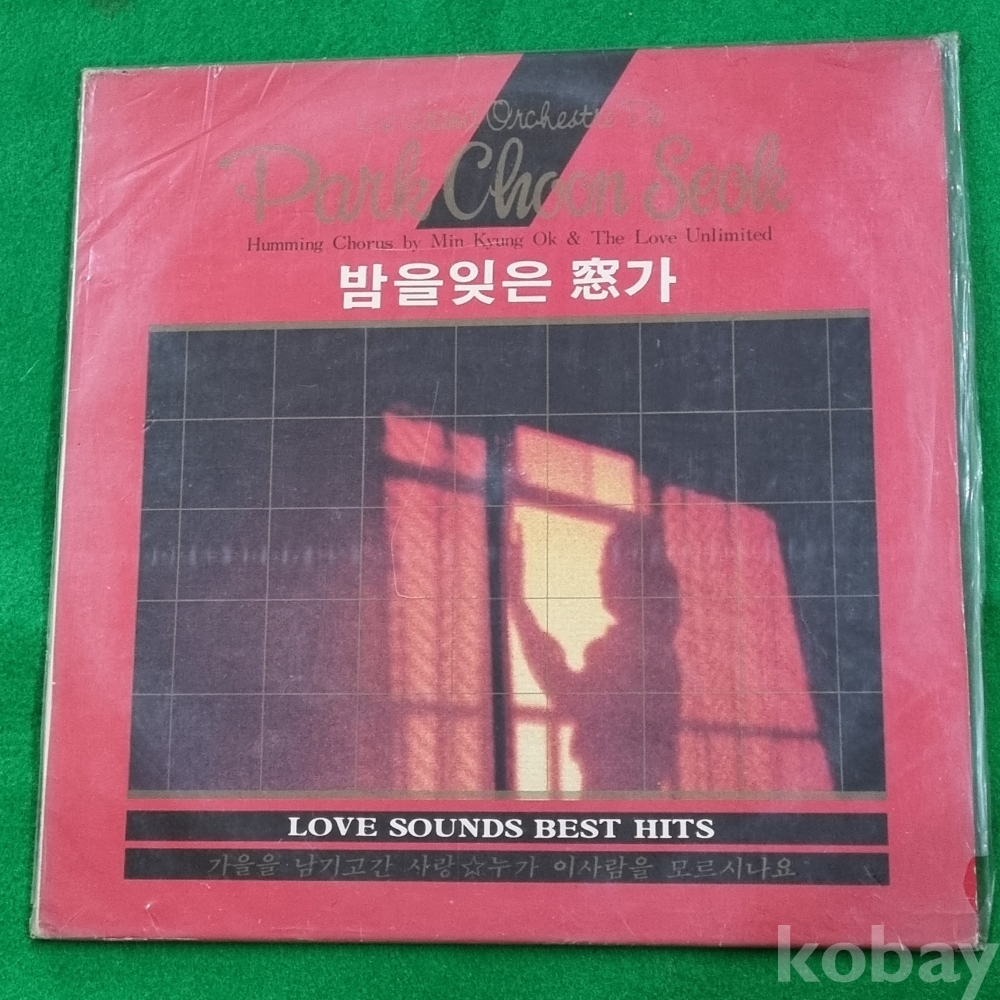 Orchestre De
Park Choon Seok
Humming Chorus by Min Kyung Ok & The Love Unlimited
밤을잊은 窓가
LOVE SOUNDS BEST HITS
가을을 남기고간 사랑☆누가 이사람을 모르시나요
kobay